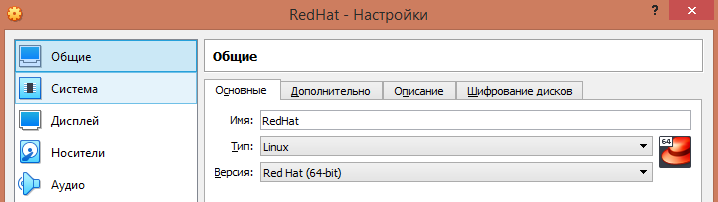 RedHat - Настройки
?
Общие
Система
Дисплей
Носители
Аудио
Общие
Основные
Дополнительно
Описание
Шифрование дисков
Имя: RedHat
Тип: Linux
64
Версия: Red Hat (64-bit)